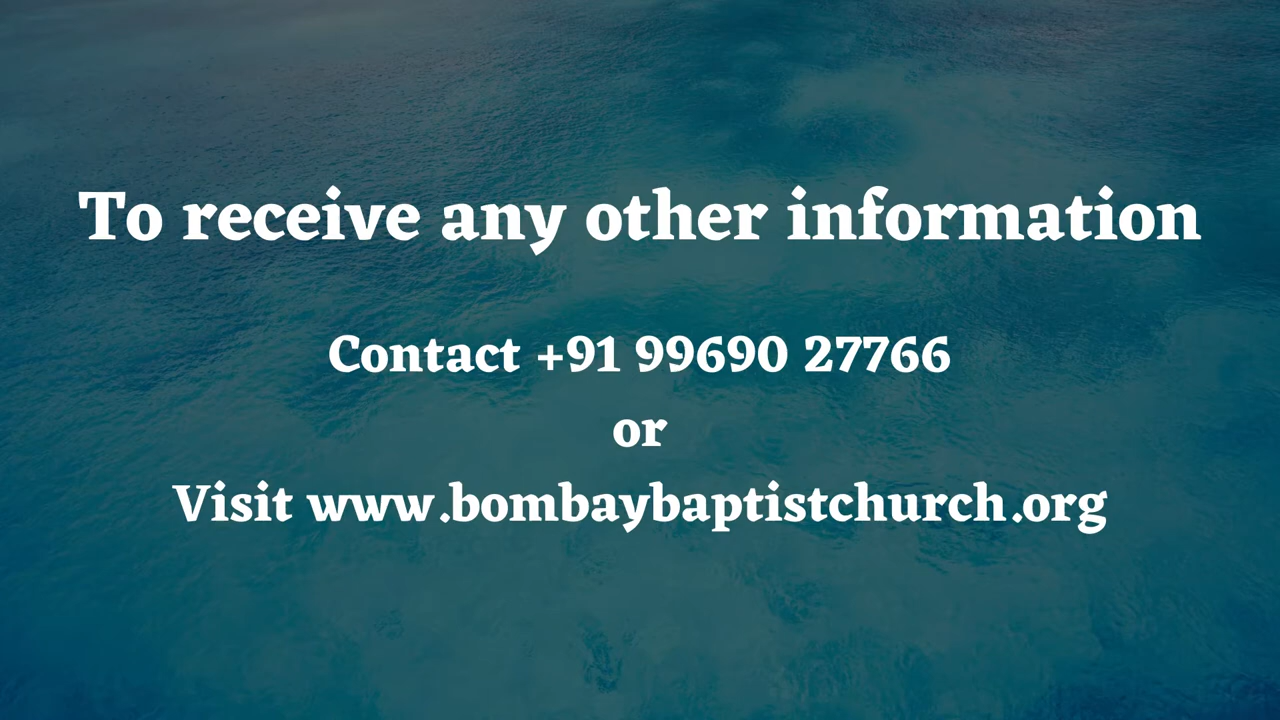 To receive any other information
Contact +91 99690 27766
or
Visit www.bombaybaptistchurch.org